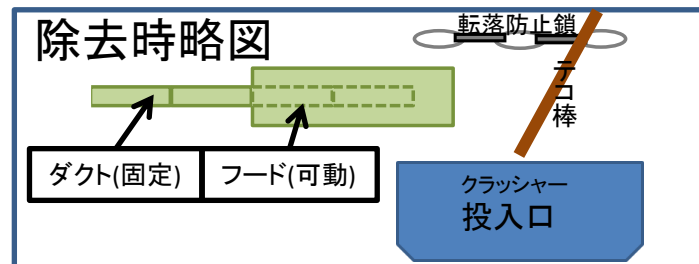 除去時略図
転落防止鎖
テコ棒
ダクト(固定)
フード(可動)
クラッシャー
投入口